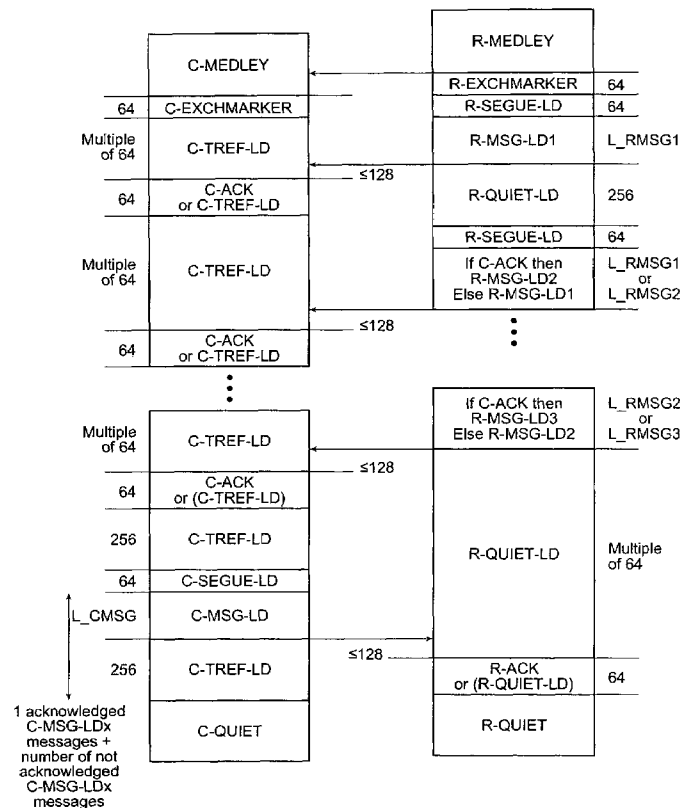 R-MEDLEY
C-MEDLEY
R-EXCHMARKER
64
64
C-EXCHMARKER
R-SEGUE-LD
64
Multiple
of 64
C-TREF-LD
R-MSG-LD1
L_RMSG1
≤128
64
C-ACK
or C-TREF-LD
R-QUIET-LD
256
R-SEGUE-LD
64
Multiple
of 64
C-TREF-LD
If C-ACK then
R-MSG-LD2
Else R-MSG-LD1
L_RMSG1
or
L_RMSG2
≤128
64
C-ACK
or C-TREF-LD
If C-ACK then
R-MSG-LD3
Else R-MSG-LD2
L_RMSG2
or
L_RMSG3
Multiple
of 64
C-TREF-LD
≤128
64
C-ACK
or (C-TREF-LD)
256
C-TREF-LD
R-QUIET-LD
Multiple
of 64
64
C-SEGUE-LD
L_CMSG
C-MSG-LD
≤128
256
C-TREF-LD
R-ACK
or (R-QUIET-LD)
64
1 acknowledged
C-MSG-LDx
messages +
number of not
acknowledged
C-MSG-LDx
messages
C-QUIET
R-QUIET